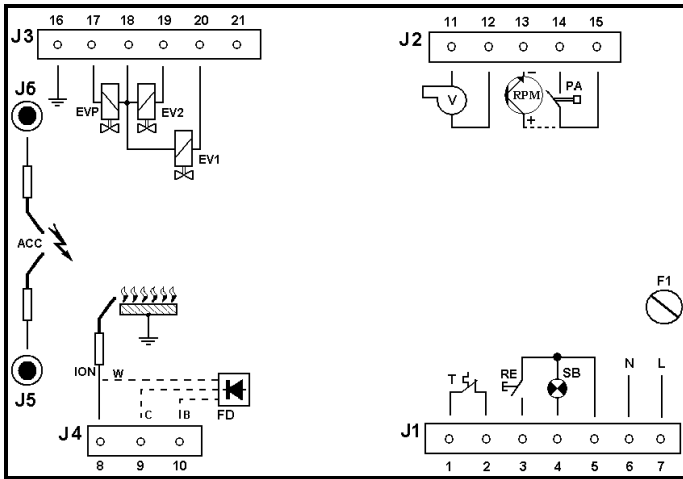 16 17 18 19 20 21
J3
11 12 13 14 15
J2
J6
EVP
EV2
EV1
V
−
RPM
+
PA
ACC
F1
ION
W
C
B
FD
J5
T
RE
SB
N
L
J4
8 9 10
J1
1 2 3 4 5 6 7